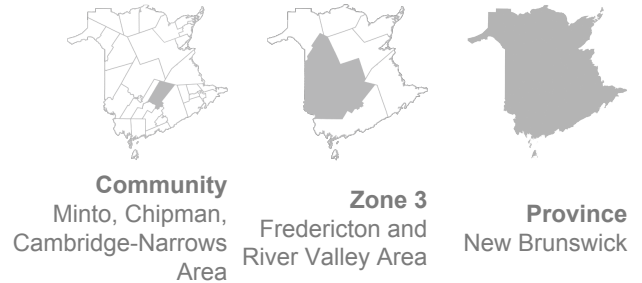 Community
Minto, Chipman,
Cambridge-Narrows
Area
Zone 3
Fredericton and
River Valley Area
Province
New Brunswick